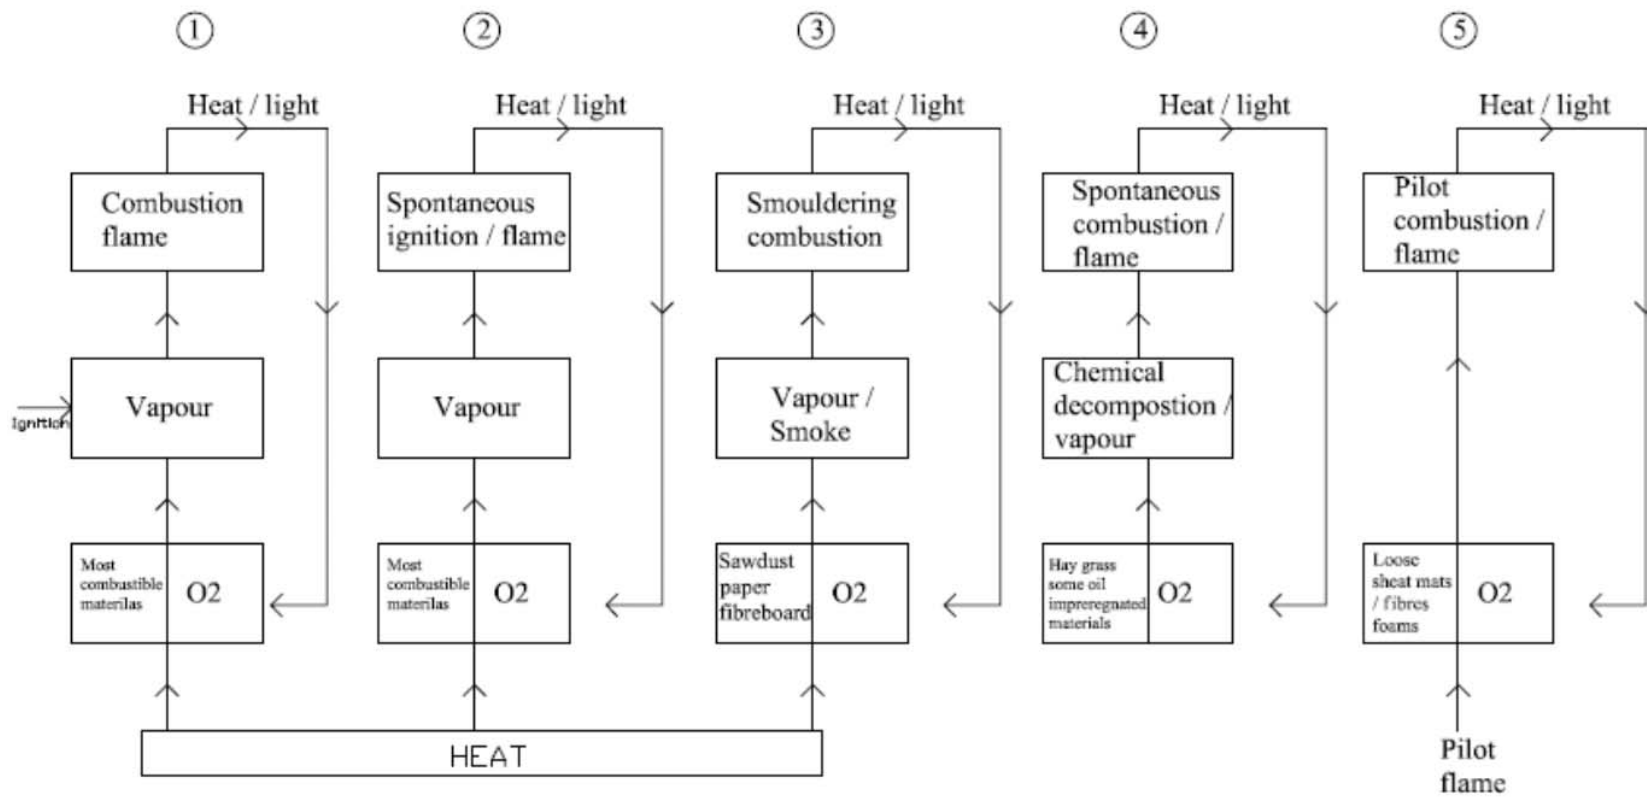 1
2
3
4
5
Heat / light
Heat / light
Heat / light
Heat / light
Heat / light
Combustion
flame
Spontaneous
ignition / flame
Smouldering
combustion
Spontaneous
combustion /
flame
Pilot
combustion /
flame
Ignition
Vapour
Vapour
Vapour /
Smoke
Chemical
decompostion /
vapour
Most
combustible
materilas
O2
Most
combustible
materilas
O2
Sawdust
paper
fibreboard
O2
Hay grass
some oil
impreregnated
materials
O2
Loose
sheat mats
/ fibres
foams
O2
HEAT
Pilot
flame